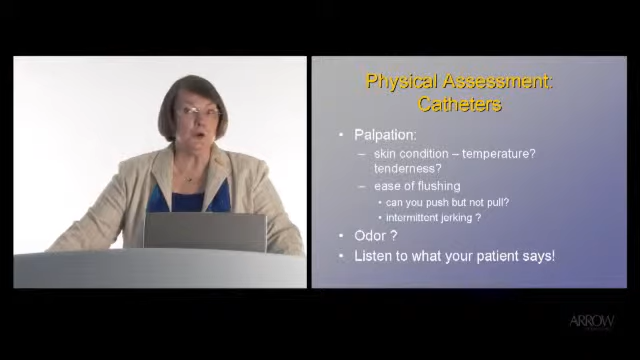 Physical Assessment:
Catheters
• Palpation:
– skin condition – temperature?
tenderness?
– ease of flushing
• can you push but not pull?
• intermittent jerking ?
• Odor ?
• Listen to what your patient says!
ARROW